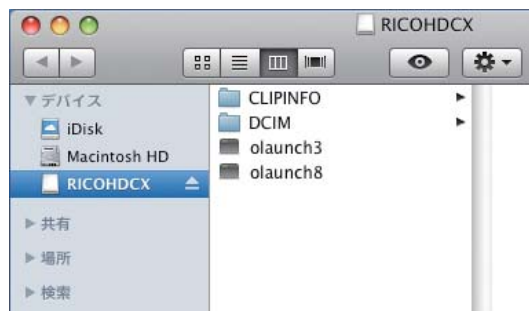 RICOHDCX
デバイス
iDisk
Macintosh HD
RICOHDCX
共有
場所
検索
CLIPINFO
DCIM
olaunch3
olaunch8